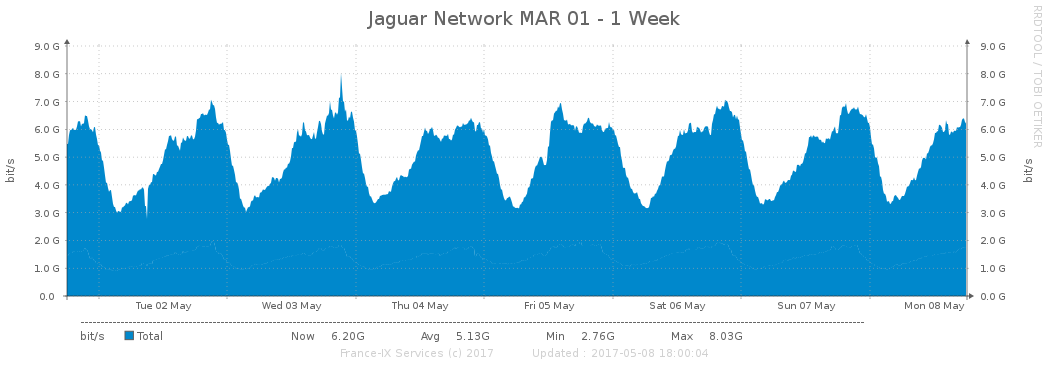 Jaguar Network MAR 01 - 1 Week
RRDTOOL / TOBI OETIKER
9.0 G 9.0 G
8.0 G 8.0 G
7.0 G 7.0 G
6.0 G 6.0 G
5.0 G 5.0 G
4.0 G 4.0 G
3.0 G 3.0 G
2.0 G 2.0 G
1.0 G 1.0 G
0.0 0.0 G
bit/s
bit/s
Tue 02 May Wed 03 May Thu 04 May Fri 05 May Sat 06 May Sun 07 May Mon 08 May
bit/s Total Now 6.20G Avg 5.13G Min 2.76G Max 8.03G
France-IX Services (c) 2017 Updated : 2017-05-08 18:00:04